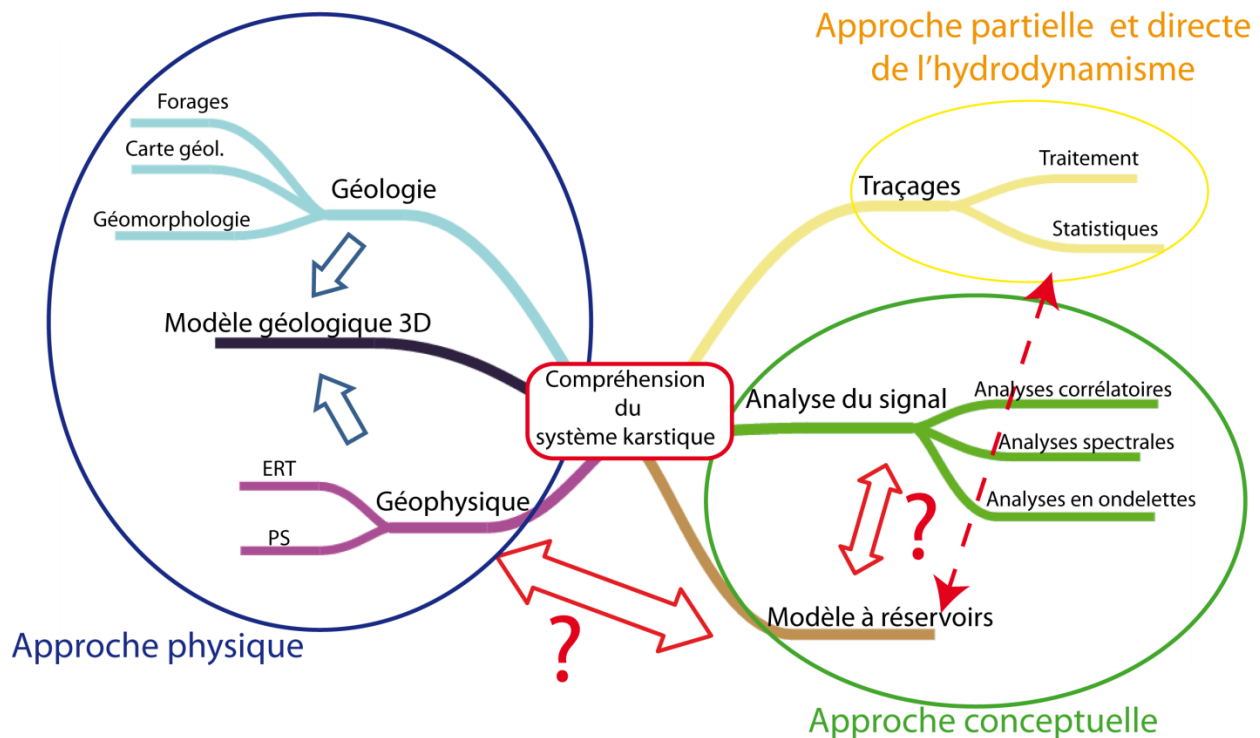 Approche partielle et directe
de l'hydrodynamisme
Forages
Carte géol.
Géomorphologie
Géologie
Modèle géologique 3D
ERT
PS
Géophysique
Approche physique
Compréhension
du
système karstique
Traçages
Traitement
Statistiques
Analyse du signal
Analyses corrélatoires
Analyses spectrales
Analyses en ondelettes
?
?
Modèle à réservoirs
Approche conceptuelle